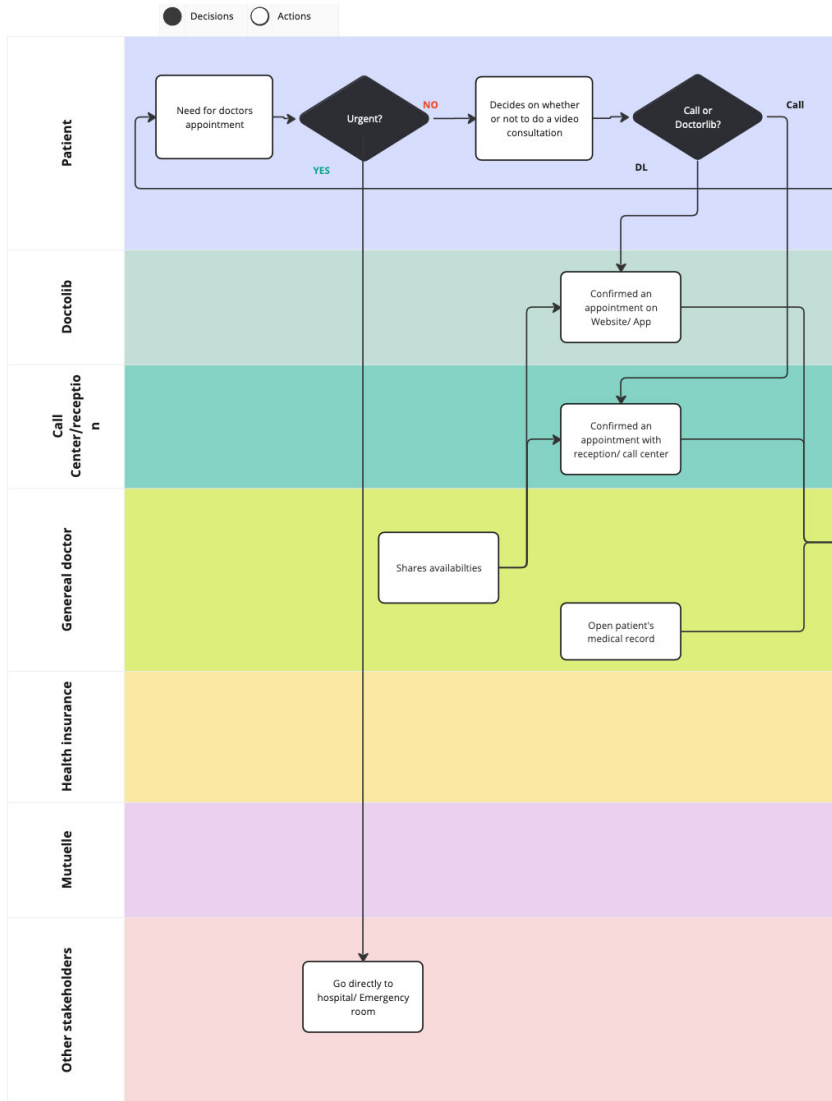 Decisions
Actions
Patient
Need for doctors
appointment
Urgent?
NO
YES
Decides on whether
or not to do a video
consultation
Call or
Doctorlib?
Call
DL
Doctolib
Confirmed an
appointment on
Website/ App
Call
Center/receptio
n
Confirmed an
appointment with
reception/ call center
Genereal doctor
Shares availabilties
Open patient's
medical record
Health insurance
Mutuelle
Other stakeholders
Go directly to
hospital/ Emergency
room